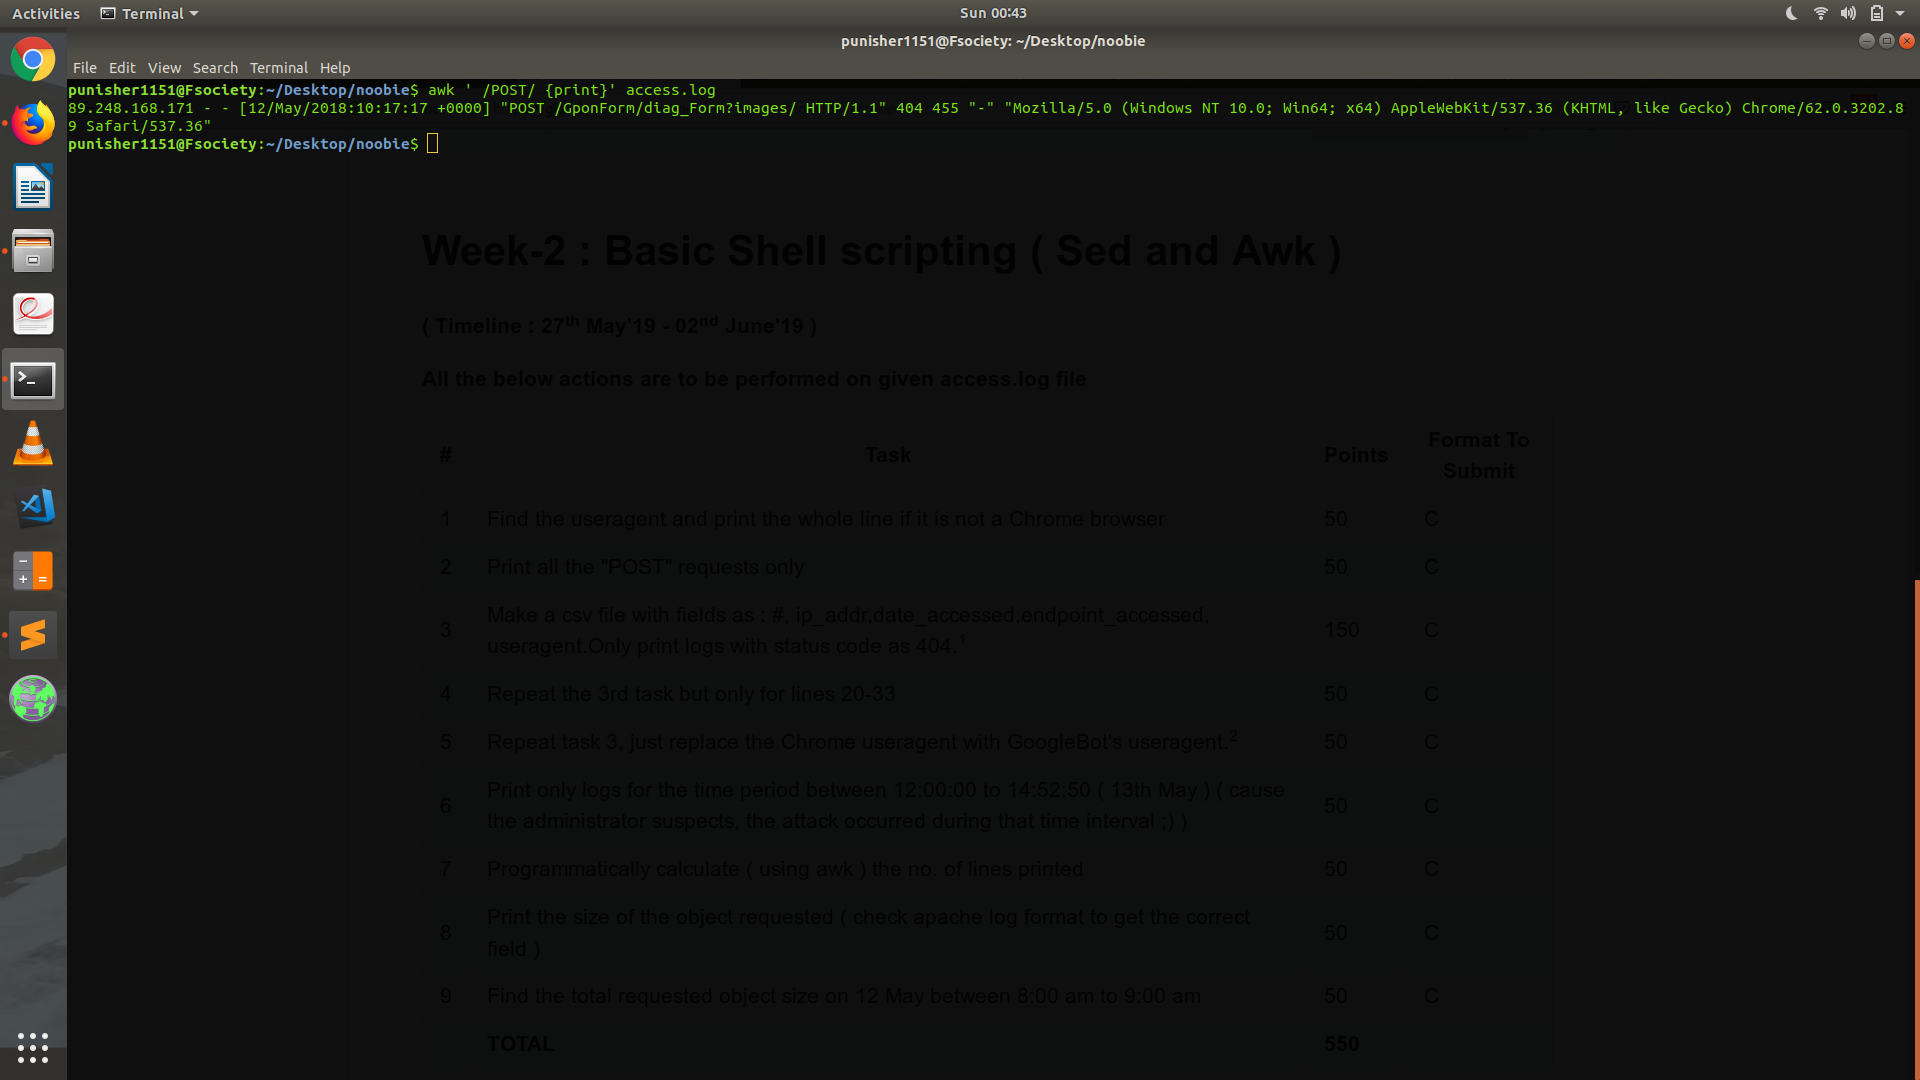 Activities Terminal Sun 00:43
punisher1151@Fsociety: ~/Desktop/noobie
File Edit View Search Terminal Help
punisher1151@Fsociety:~/Desktop/noobie$ awk ' /POST/ {print}' access.log
89.248.168.171 - - [12/May/2018:10:17:17 +0000] "POST /GponForm/diag_Form?images/ HTTP/1.1" 404 455 "-" "Mozilla/5.0 (Windows NT 10.0; Win64; x64) AppleWebKit/537.36 (KHTML, like Gecko) Chrome/62.0.3202.8
9 Safari/537.36"
punisher1151@Fsociety:~/Desktop/noobie$
Week-2 : Basic Shell scripting ( Sed and Awk )
( Timeline : 27th May'19 - 02nd June'19 )
All the below actions are to be performed on given access.log file
# Task Points Format To
Submit
1 Find the useragent and print the whole line if it is not a Chrome browser 50 C
2 Print all the "POST" requests only 50 C
3 Make a csv file with fields as : #, ip_addr,date_accessed,endpoint_accessed, 150 C
useragent.Only print logs with status code as 404.1
4 Repeat the 3rd task but only for lines 20-33 50 C
5 Repeat task 3, just replace the Chrome useragent with GoogleBot's useragent.2 50 C
6 Print only logs for the time period between 12:00:00 to 14:52:50 ( 13th May ) ( cause 50 C
the administrator suspects, the attack occurred during that time interval ;) )
7 Programmatically calculate ( using awk ) the no. of lines printed 50 C
8 Print the size of the object requested ( check apache log format to get the correct 50 C
field )
9 Find the total requested object size on 12 May between 8:00 am to 9:00 am 50 C
TOTAL 550